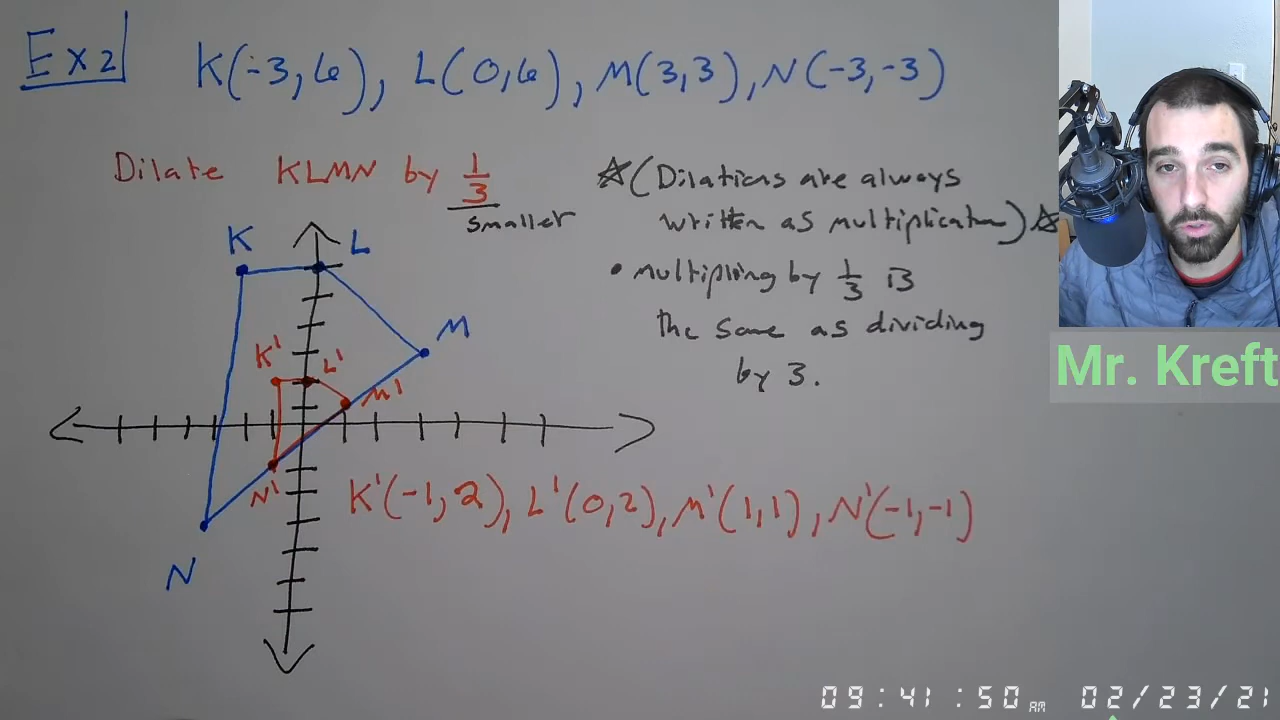 Ex 2
K(-3,6), L(0,6), M(3,3), N(-3,-3)
Dilate KLMN by 1/3
smaller
☆(Dilations are always
written as multiplication)☆
• multiplying by 1/3 is
the same as dividing
by 3.
K
L
M
K'
L'
M'
N'
N
K'(-1,2), L'(0,2), M'(1,1), N'(-1,-1)
Mr. Kreft
09:41:50 AM 02/23/21